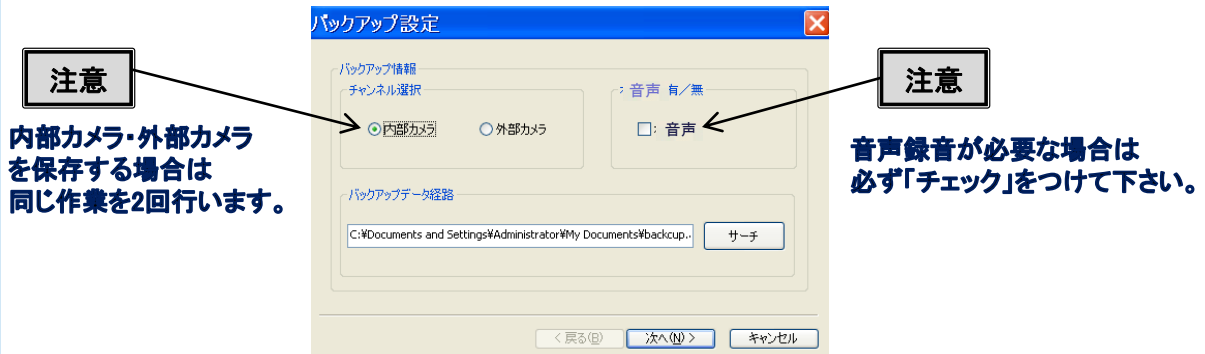 バックアップ設定
注意
内部カメラ・外部カメラ
を保存する場合は
同じ作業を2回行います。
バックアップ情報
チャンネル選択
内部カメラ
外部カメラ
音声 有/無
: 音声
バックアップデータ経路
C:¥Documents and Settings¥Administrator¥My Documents¥backcup.
サーチ
< 戻る(B)
次へ(N) >
キャンセル
注意
音声録音が必要な場合は
必ず「チェック」をつけて下さい。